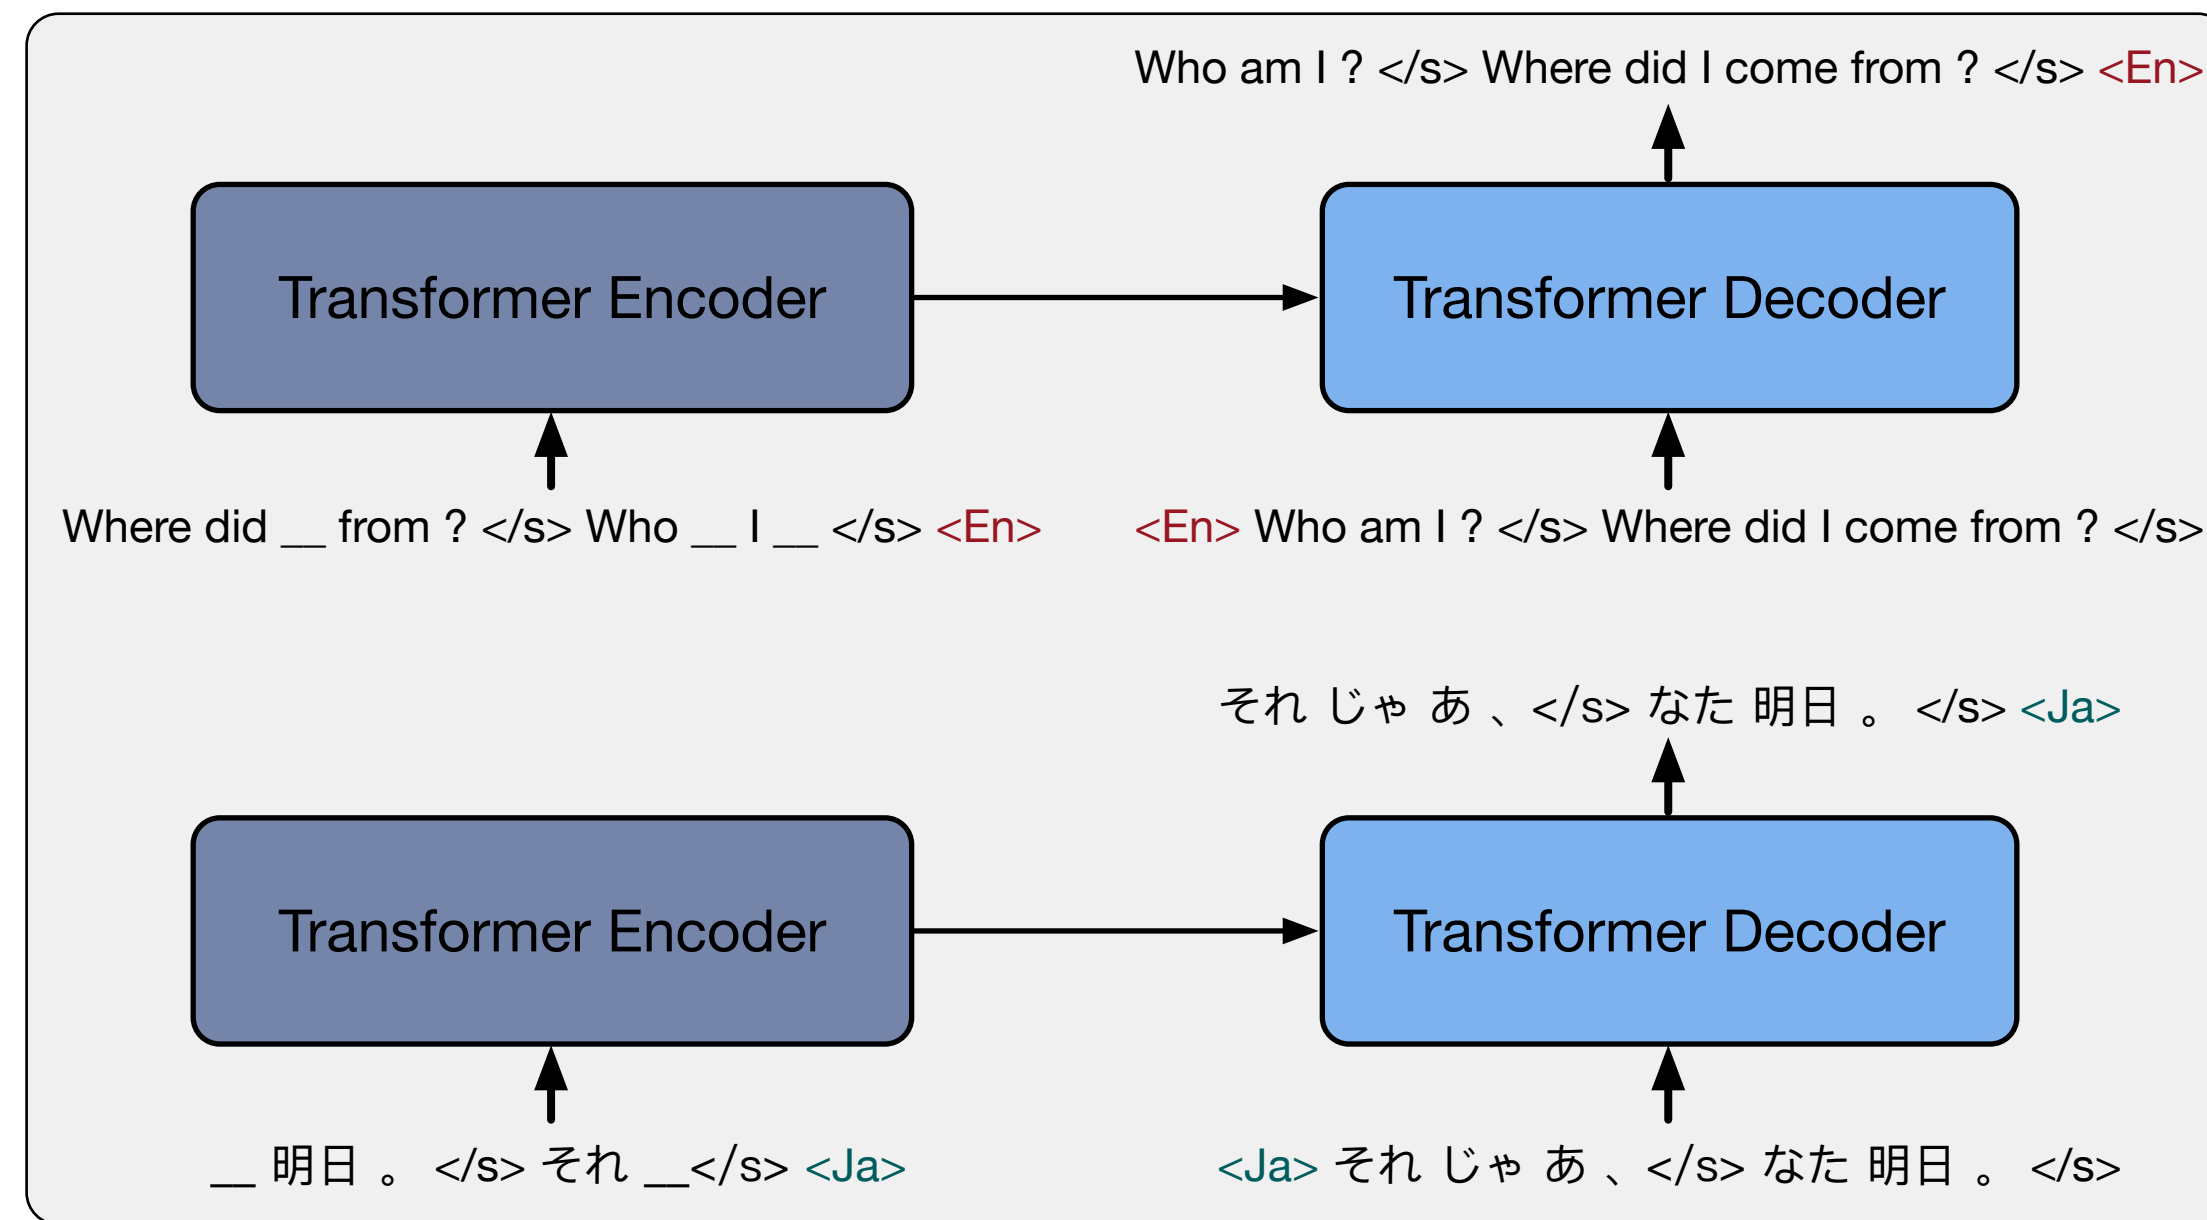 Who am I ? </s> Where did I come from ? </s> <En>
Transformer Encoder
Transformer Decoder
Where did __ from ? </s> Who __ I __ </s> <En>
<En> Who am I ? </s> Where did I come from ? </s>
それ じゃ あ 、</s> なた 明日 。 </s> <Ja>
Transformer Encoder
Transformer Decoder
__ 明日 。 </s> それ __</s> <Ja>
<Ja> それ じゃ あ 、</s> なた 明日 。 </s>